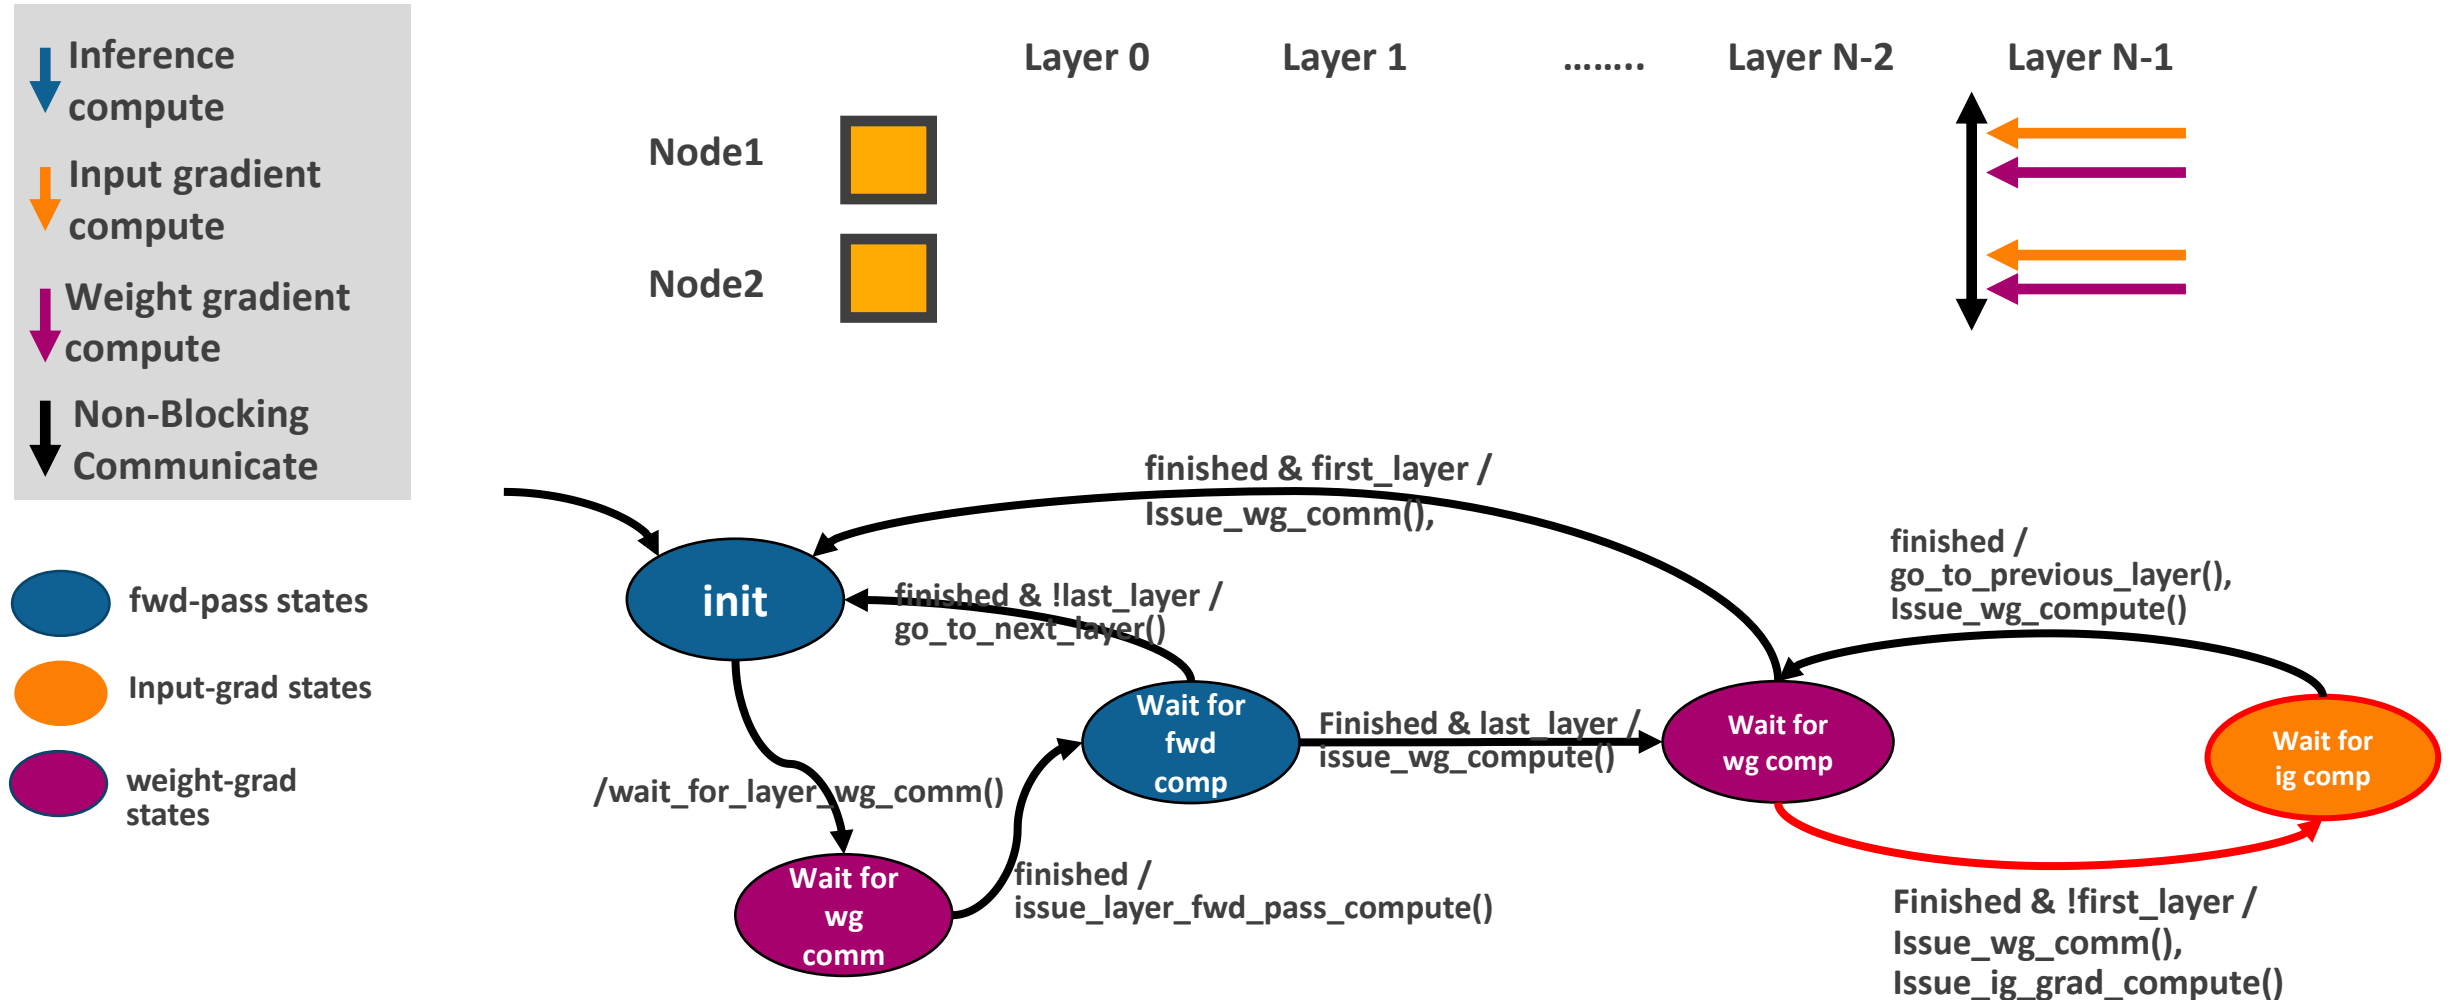 Inference
compute
Input gradient
compute
Weight gradient
compute
Non-Blocking
Communicate
fwd-pass states
Input-grad states
weight-grad
states
Layer 0
Layer 1
........
Layer N-2
Layer N-1
Node1
Node2
finished & first_layer /
Issue_wg_comm(),
finished /
go_to_previous_layer(),
Issue_wg_compute()
init
finished & !last_layer /
go_to_next_layer()
Wait for
fwd
comp
Finished & last_layer /
issue_wg_compute()
Wait for
wg comp
Wait for
ig comp
/wait_for_layer_wg_comm()
Wait for
wg
comm
finished /
issue_layer_fwd_pass_compute()
Finished & !first_layer /
Issue_wg_comm(),
Issue_ig_grad_compute()